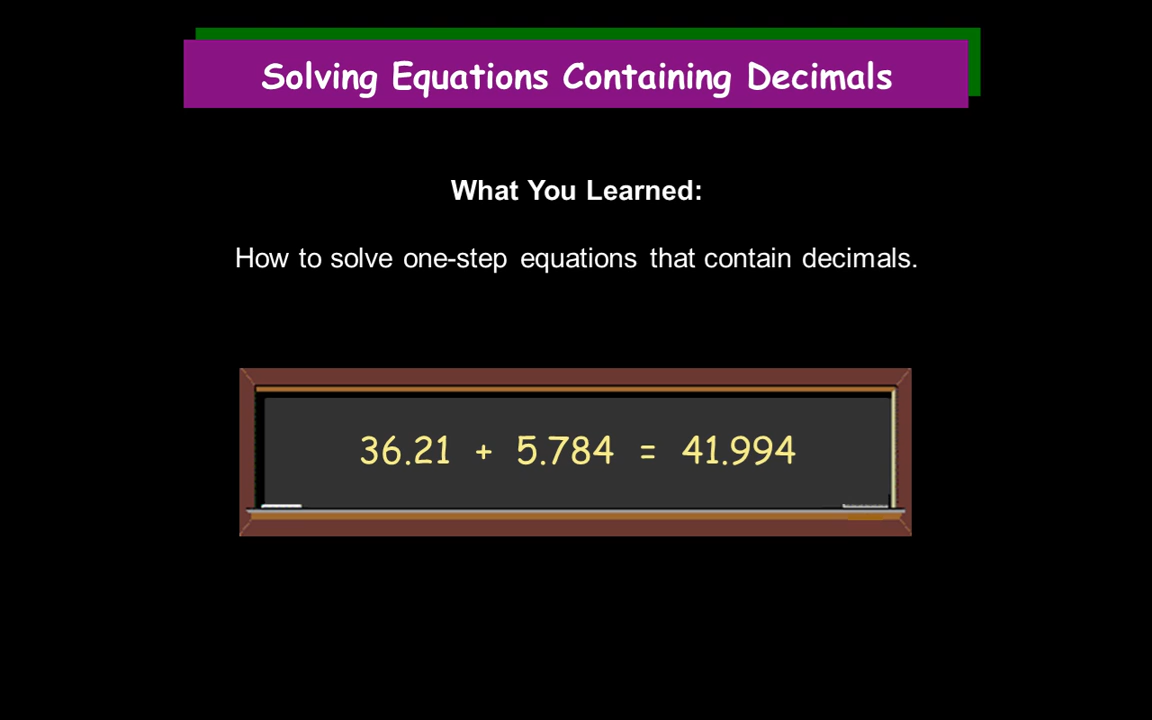 Solving Equations Containing Decimals
What You Learned:
How to solve one-step equations that contain decimals.
36.21 + 5.784 = 41.994